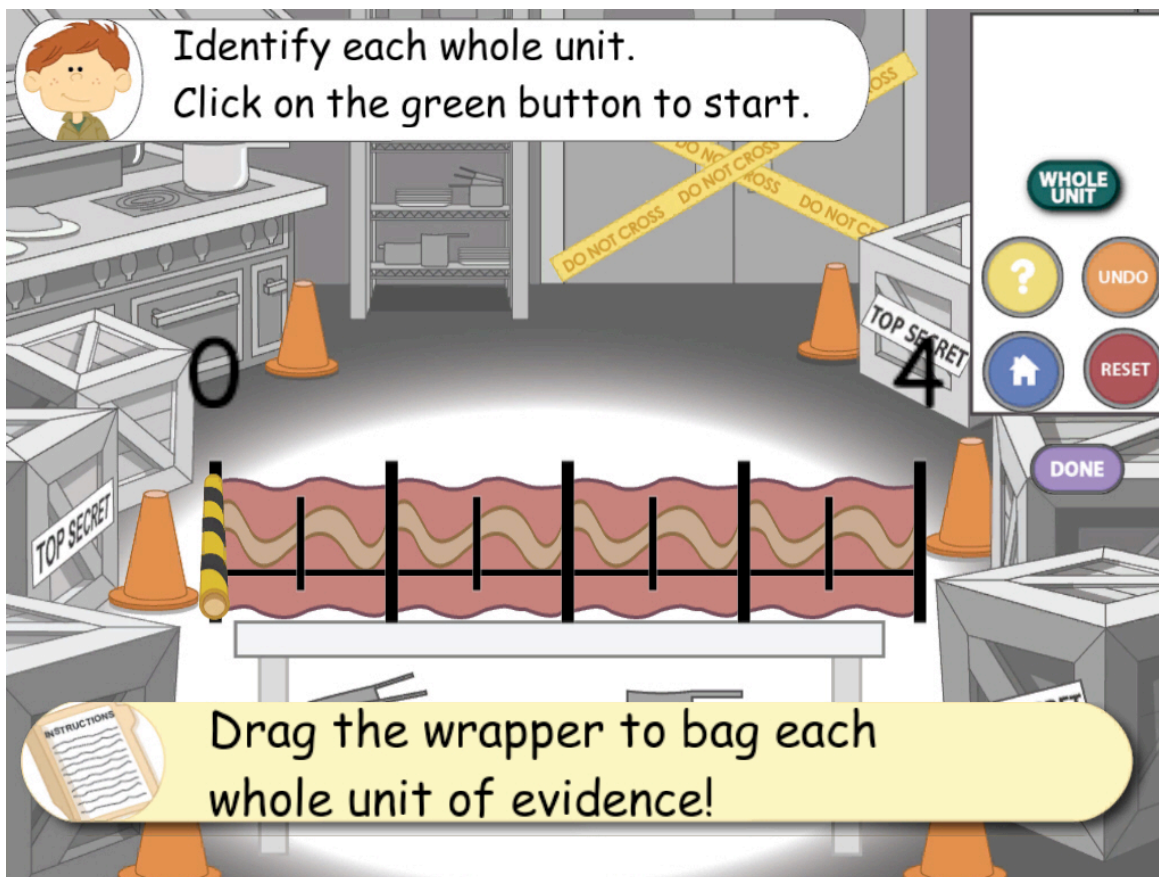 Identify each whole unit.
Click on the green button to start.
DO NOT CROSS DO NOT CROSS
DO NOT CROSS
WHOLE
UNIT
?
UNDO
TOP SECRET
RESET
0
4
DONE
TOP SECRET
INSTRUCTIONS
Drag the wrapper to bag each
whole unit of evidence!